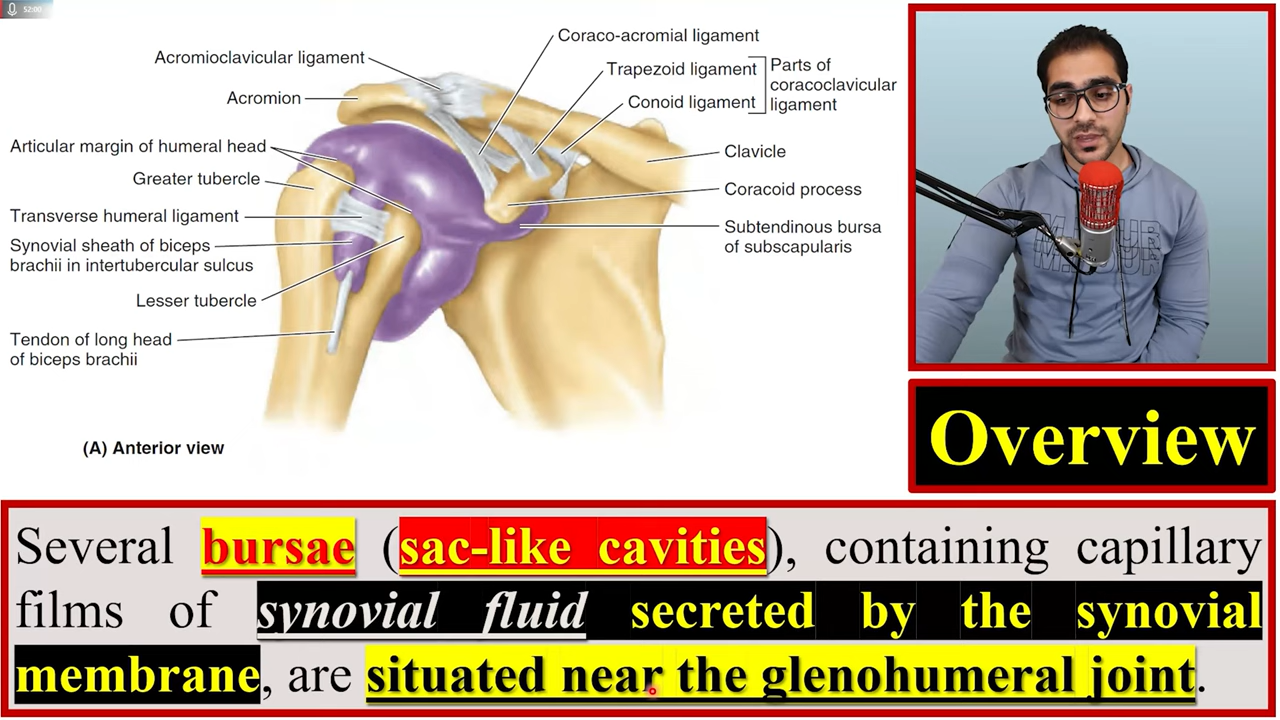 52:00
Coraco-acromial ligament
Acromioclavicular ligament
Trapezoid ligament
Parts of
coracoclavicular
ligament
Acromion
Conoid ligament
Articular margin of humeral head
Clavicle
Greater tubercle
Coracoid process
Transverse humeral ligament
Subtendinous bursa
of subscapularis
Synovial sheath of biceps
brachii in intertubercular sulcus
Lesser tubercle
Tendon of long head
of biceps brachii
(A) Anterior view
Overview
Several bursae (sac-like cavities), containing capillary
films of synovial fluid secreted by the synovial
membrane, are situated near the glenohumeral joint.